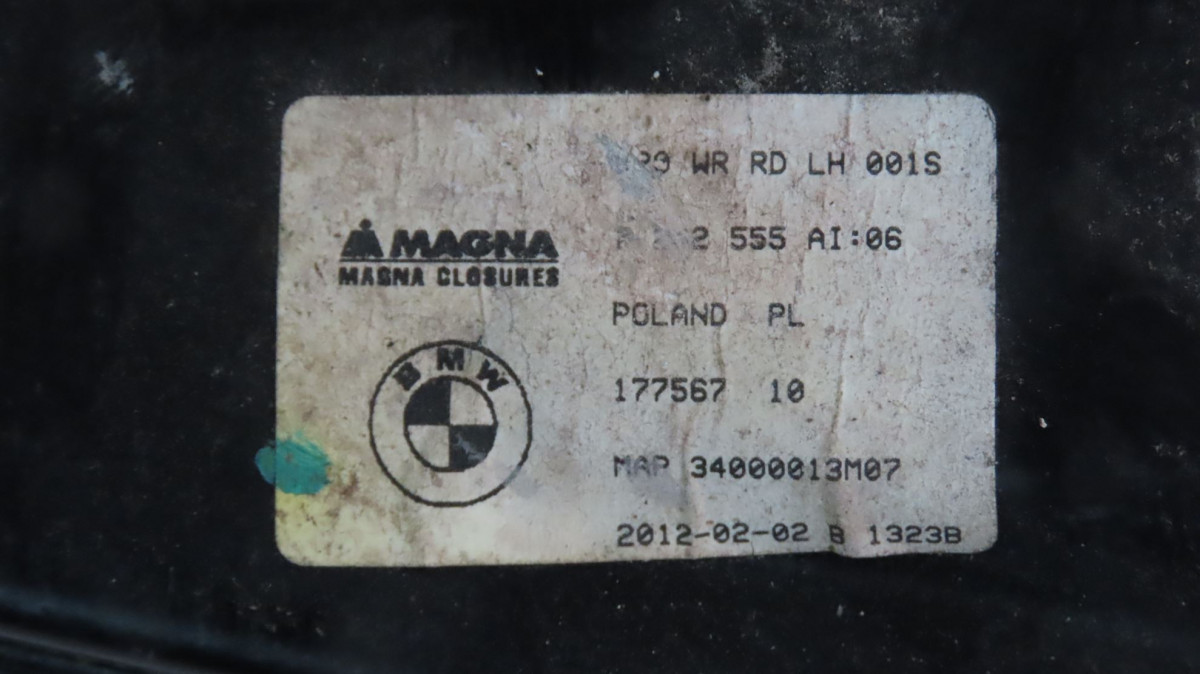 WR RD LH 001S
MAGNA
MAGNA CLOSURES
555 AI:06
POLAND PL
BMW
177567 10
MAP 34000013M07
2012-02-02 B 1323B